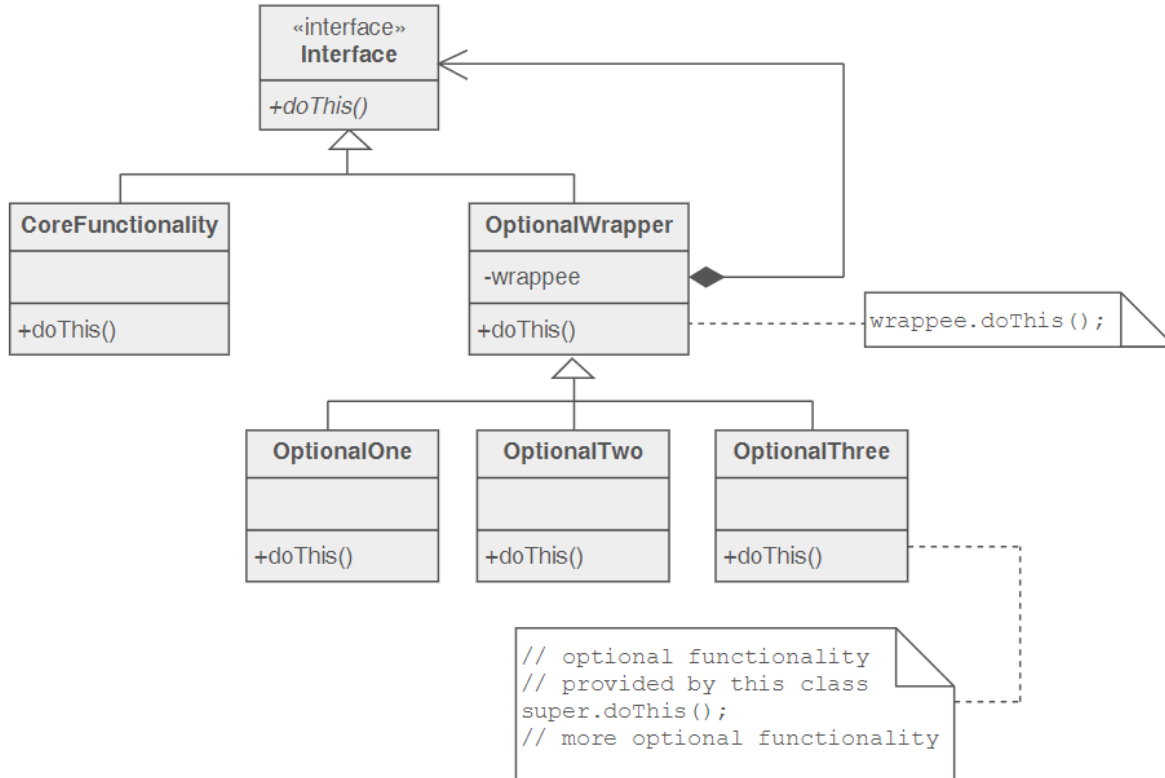 «interface»
Interface
+doThis()
CoreFunctionality
+doThis()
OptionalWrapper
-wrappee
+doThis()
wrappee.doThis();
OptionalOne
+doThis()
OptionalTwo
+doThis()
OptionalThree
+doThis()
// optional functionality
// provided by this class
super.doThis();
// more optional functionality